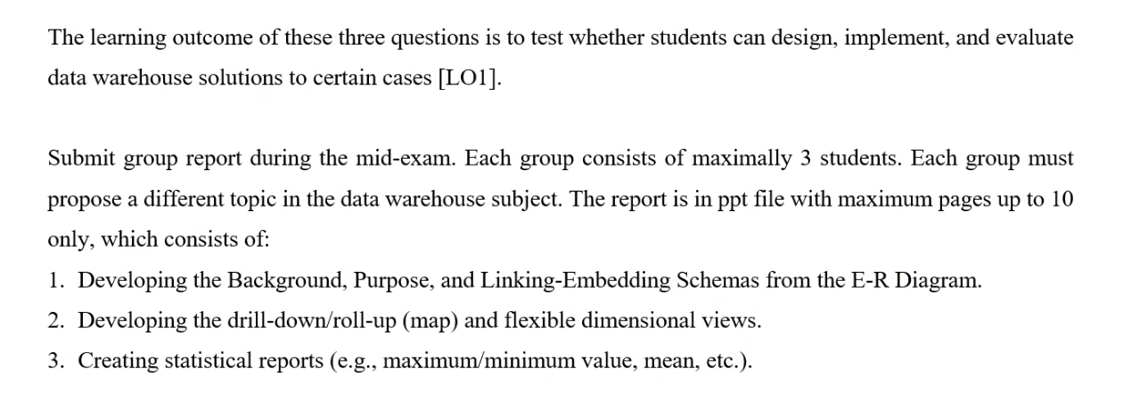 The learning outcome of these three questions is to test whether students can design, implement, and evaluate
data warehouse solutions to certain cases [LO1].
Submit group report during the mid-exam. Each group consists of maximally 3 students. Each group must
propose a different topic in the data warehouse subject. The report is in ppt file with maximum pages up to 10
only, which consists of:
1. Developing the Background, Purpose, and Linking-Embedding Schemas from the E-R Diagram.
2. Developing the drill-down/roll-up (map) and flexible dimensional views.
3. Creating statistical reports (e.g., maximum/minimum value, mean, etc.).